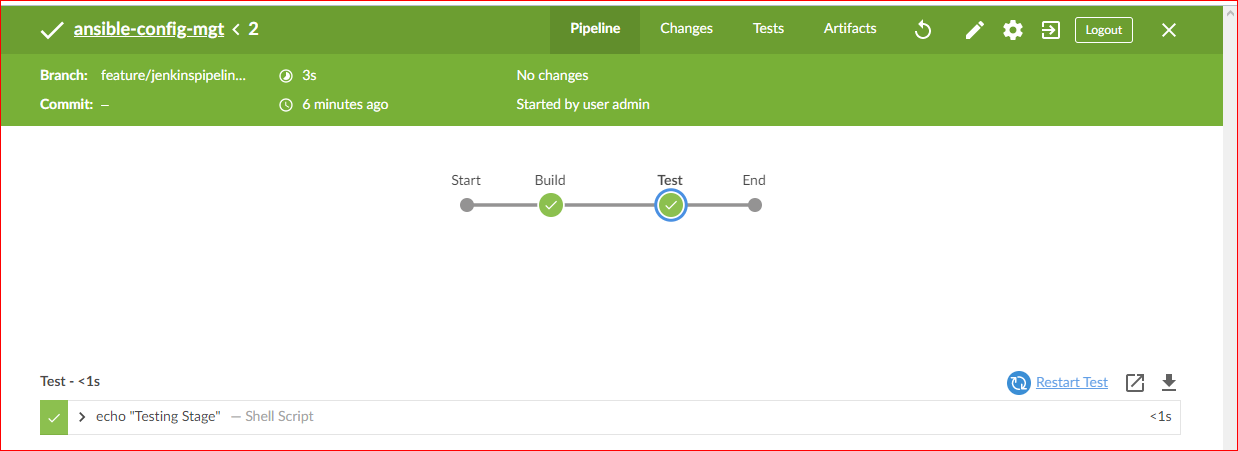 ansible-config-mgt < 2 Pipeline Changes Tests Artifacts Logout
Branch: feature/jenkinspipelin... 3s No changes
Commit: – 6 minutes ago Started by user admin
Start Build Test End
Test - <1s Restart Test
echo "Testing Stage" — Shell Script <1s